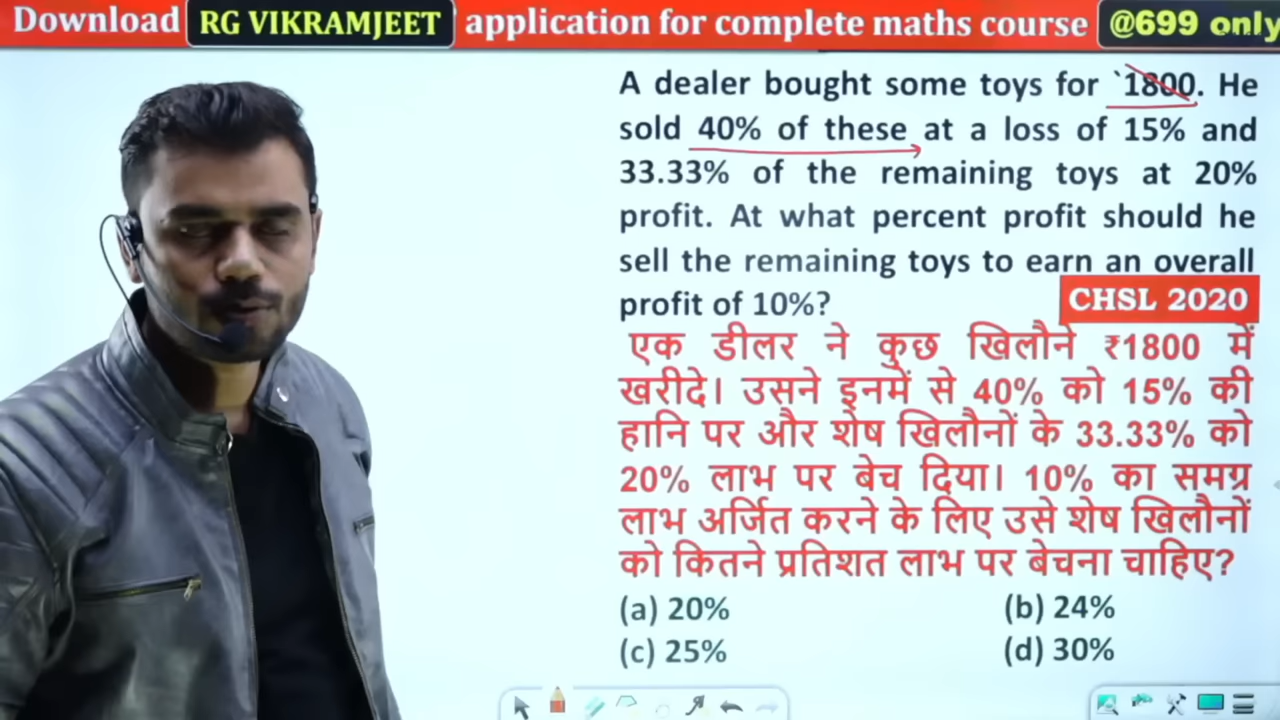 Download RG VIKRAMJEET application for complete maths course @699 only
A dealer bought some toys for `1800. He
sold 40% of these at a loss of 15% and
33.33% of the remaining toys at 20%
profit. At what percent profit should he
sell the remaining toys to earn an overall
profit of 10%?
CHSL 2020
एक डीलर ने कुछ खिलौने ₹1800 में
खरीदे। उसने इनमें से 40% को 15% की
हानि पर और शेष खिलौनों के 33.33% को
20% लाभ पर बेच दिया। 10% का समग्र
लाभ अर्जित करने के लिए उसे शेष खिलौनों
को कितने प्रतिशत लाभ पर बेचना चाहिए?
(a) 20% (b) 24%
(c) 25% (d) 30%